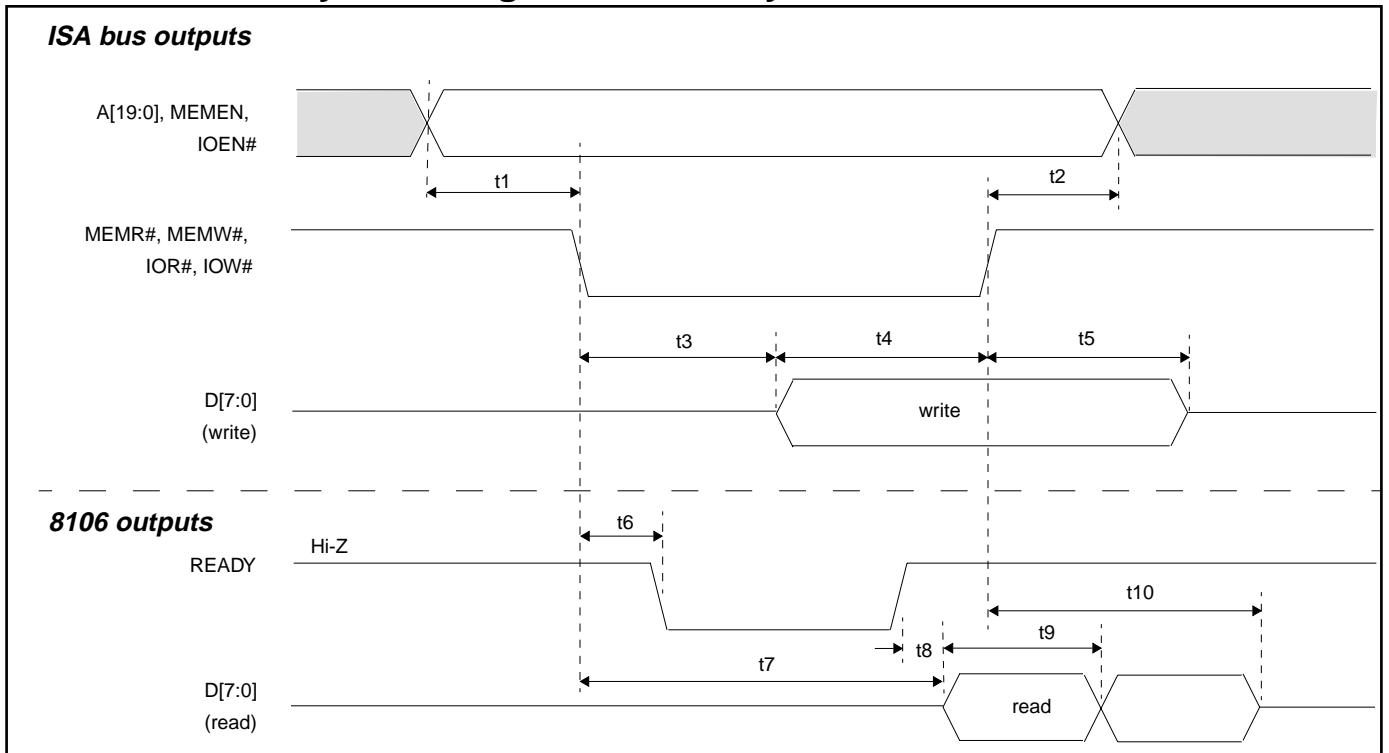 ISA bus outputs
A[19:0], MEMEN,
IOEN#
t1
t2
MEMR#, MEMW#,
IOR#, IOW#
t3
t4
t5
D[7:0]
(write)
write
8106 outputs
t6
Hi-Z
READY
t10
t9
t8
t7
D[7:0]
(read)
read